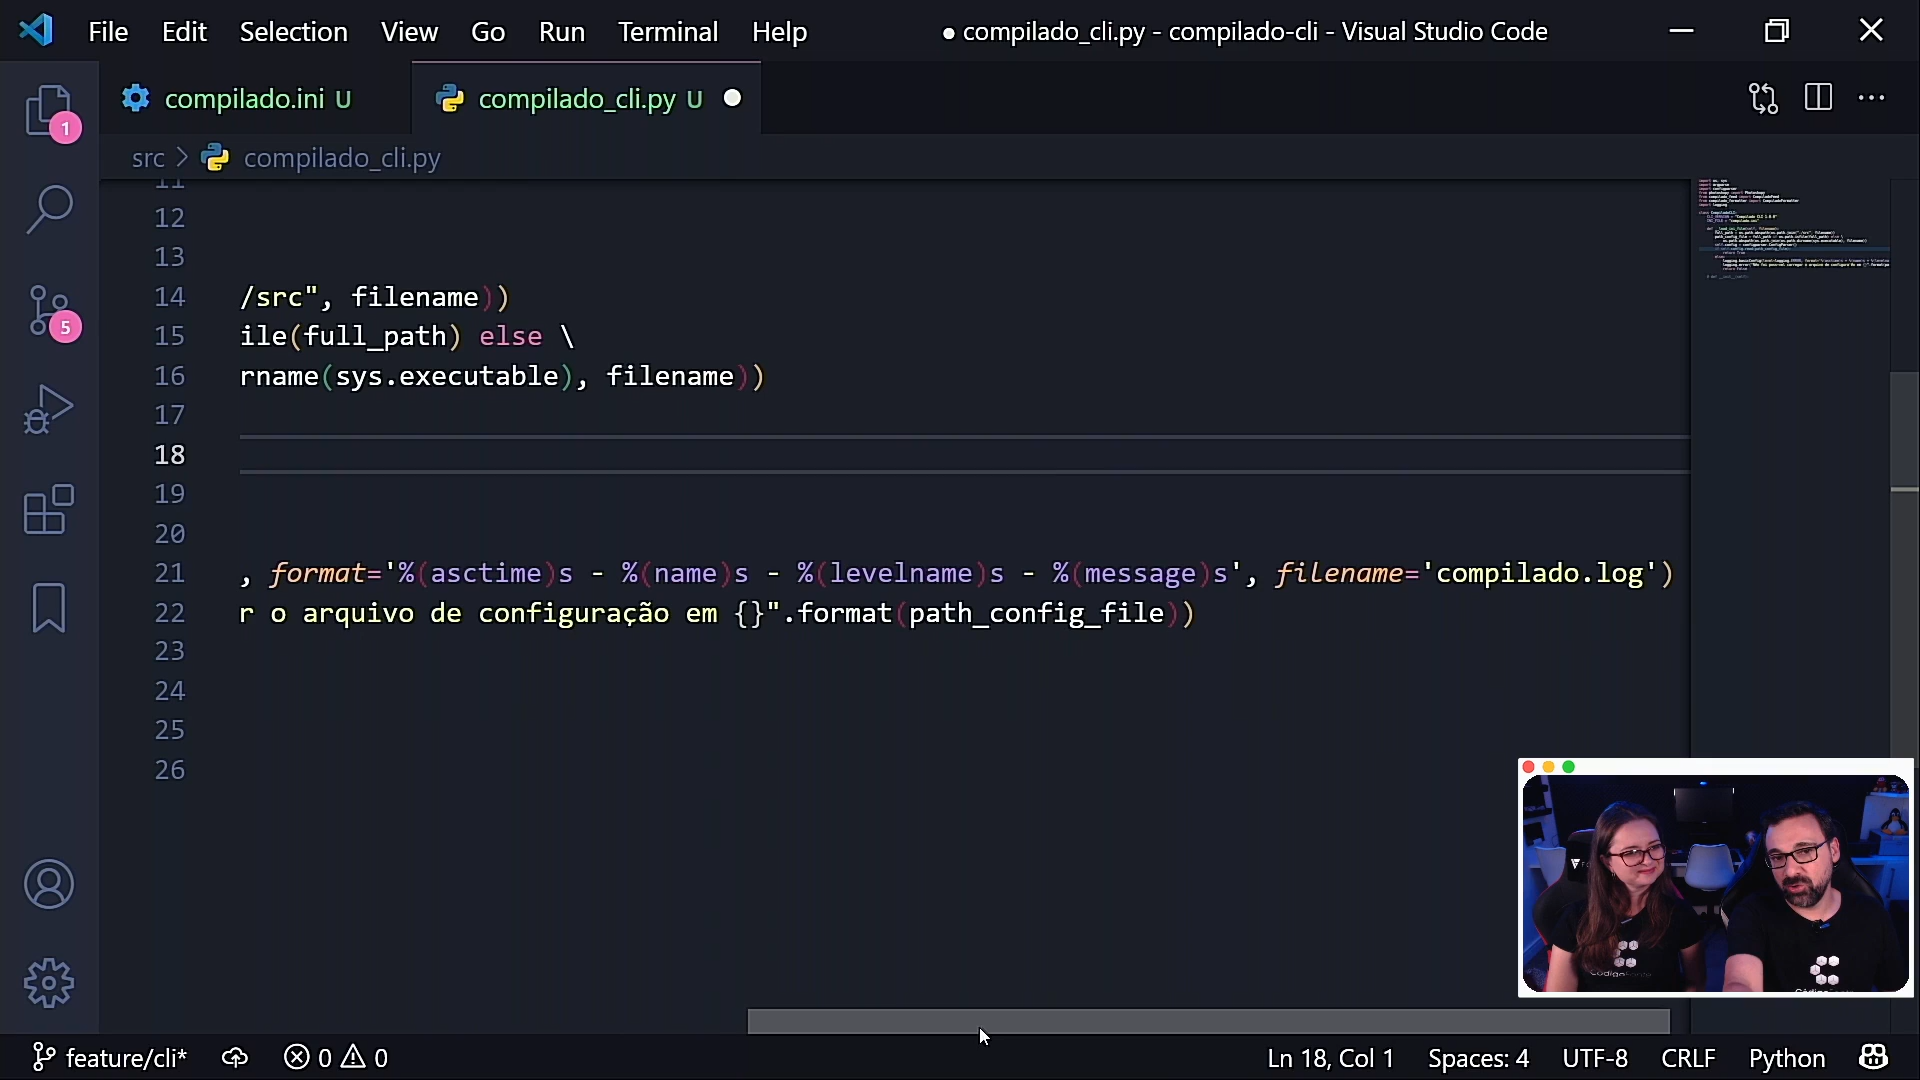 File Edit Selection View Go Run Terminal Help
● compilado_cli.py - compilado-cli - Visual Studio Code
compilado.ini U
compilado_cli.py U
src > compilado_cli.py
1
5
11
12
13
14 /src", filename))
15 ile(full_path) else \
16 rname(sys.executable), filename))
17
18
19
20
21 , format='%(asctime)s - %(name)s - %(levelname)s - %(message)s', filename='compilado.log')
22 r o arquivo de configuração em {}".format(path_config_file))
23
24
25
26
feature/cli* 0 0 Ln 18, Col 1 Spaces: 4 UTF-8 CRLF Python